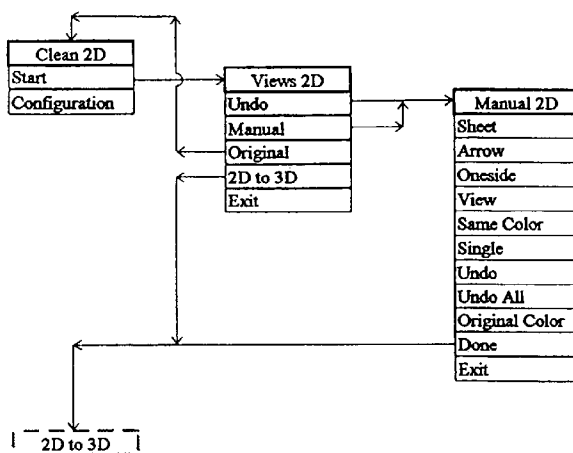 Clean 2D
Start
Configuration
Views 2D
Undo
Manual
Original
2D to 3D
Exit
Manual 2D
Sheet
Arrow
Oneside
View
Same Color
Single
Undo
Undo All
Original Color
Done
Exit
2D to 3D